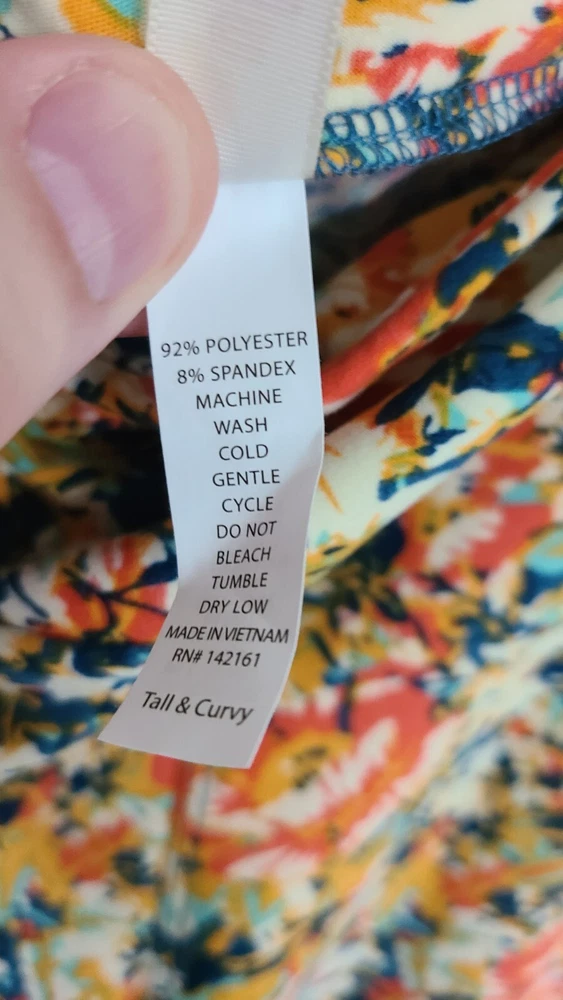 92% POLYESTER
8% SPANDEX
MACHINE
WASH
COLD
GENTLE
CYCLE
DO NOT
BLEACH
TUMBLE
DRY LOW
MADE IN VIETNAM
RN# 142161
Tall & Curvy